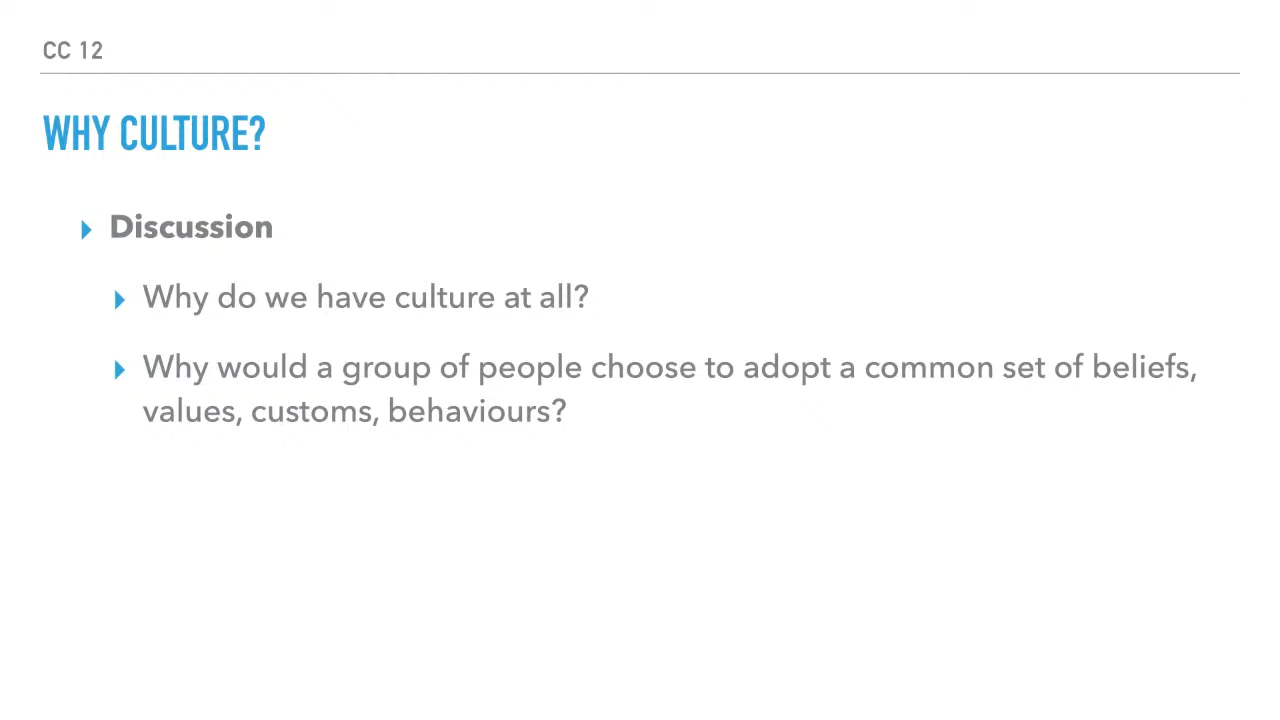 CC 12
WHY CULTURE?
Discussion
Why do we have culture at all?
Why would a group of people choose to adopt a common set of beliefs,
values, customs, behaviours?